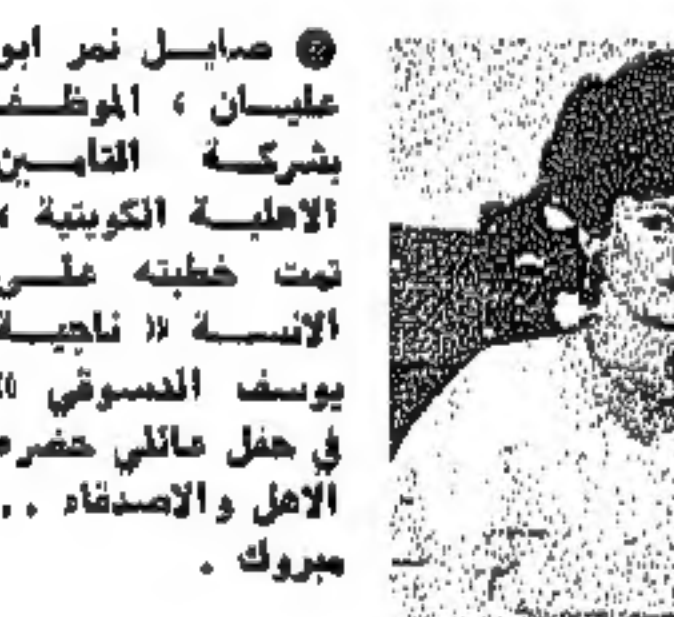 صايل نمر ابو
عليان ، الموظف
بشركة التامين
الاهلية الكويتية ،
تمت خطبته على
الانسة « ناجية
يوسف الدسوقي »
في حفل عائلي حضره
الاهل والاصدقاء ..
مبروك .